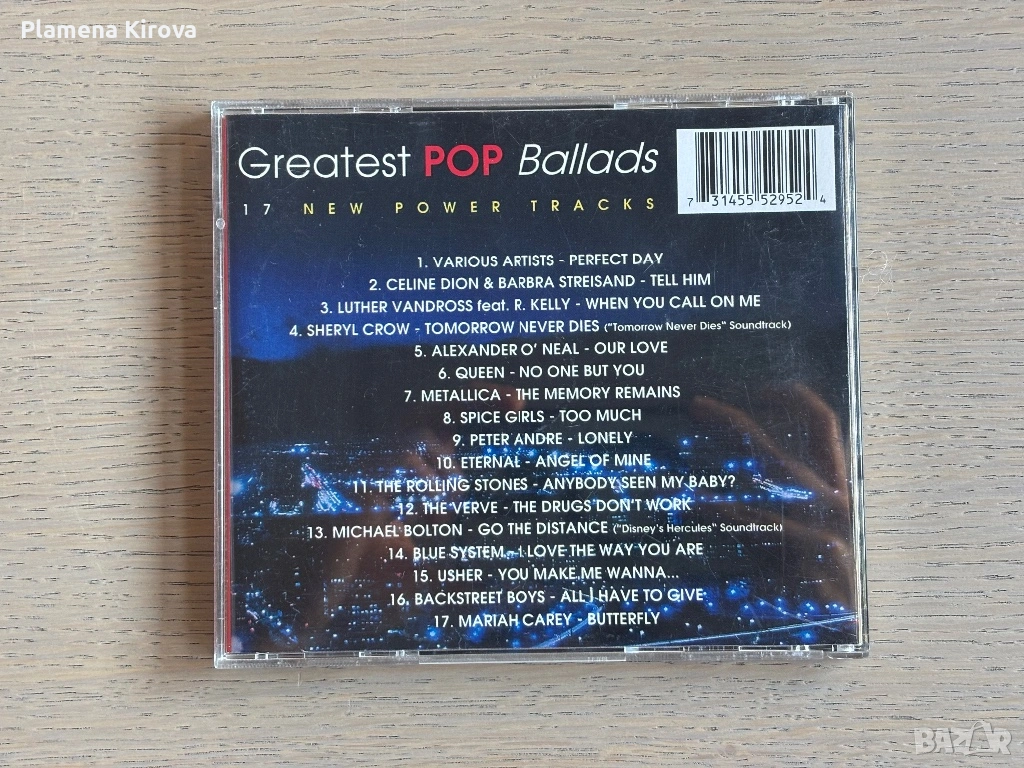 Plamena Kirova
Greatest POP Ballads
17 NEW POWER TRACKS
7 31455 52952 4
1. VARIOUS ARTISTS - PERFECT DAY
2. CELINE DION & BARBRA STREISAND - TELL HIM
3. LUTHER VANDROSS feat. R. KELLY - WHEN YOU CALL ON ME
4. SHERYL CROW - TOMORROW NEVER DIES ("Tomorrow Never Dies" Soundtrack)
5. ALEXANDER O' NEAL - OUR LOVE
6. QUEEN - NO ONE BUT YOU
7. METALLICA - THE MEMORY REMAINS
8. SPICE GIRLS - TOO MUCH
9. PETER ANDRE - LONELY
10. ETERNAL - ANGEL OF MINE
11. THE ROLLING STONES - ANYBODY SEEN MY BABY?
12. THE VERVE - THE DRUGS DON'T WORK
13. MICHAEL BOLTON - GO THE DISTANCE ("Disney's Hercules" Soundtrack)
14. BLUE SYSTEM - I LOVE THE WAY YOU ARE
15. USHER - YOU MAKE ME WANNA...
16. BACKSTREET BOYS - ALL I HAVE TO GIVE
17. MARIAH CAREY - BUTTERFLY
BAZAR